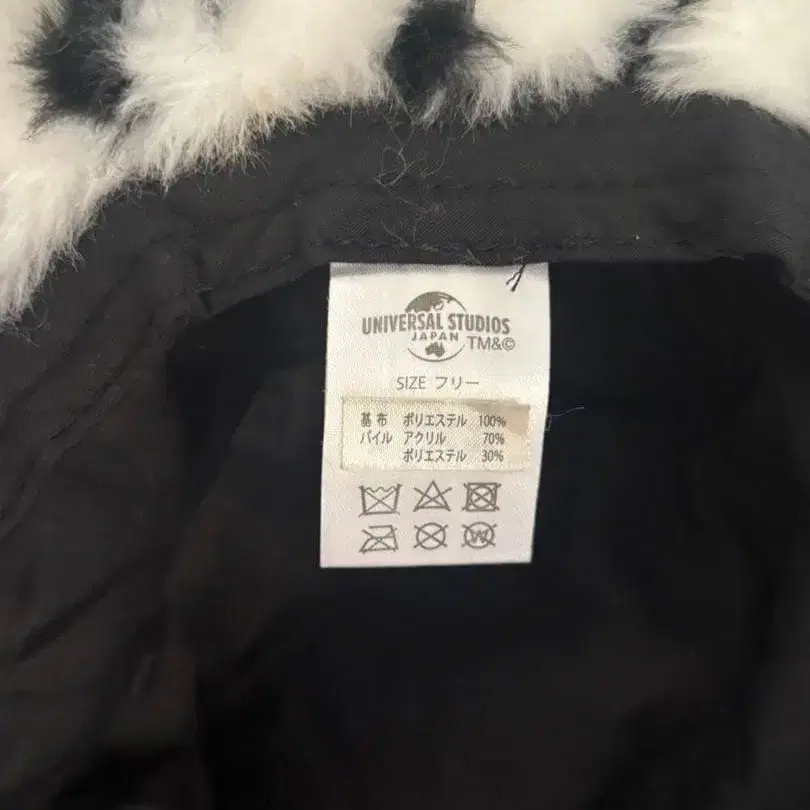 UNIVERSAL STUDIOS
JAPAN TM&©
SIZE フリー
基布 ポリエステル 100%
パイル アクリル 70%
ポリエステル 30%
W